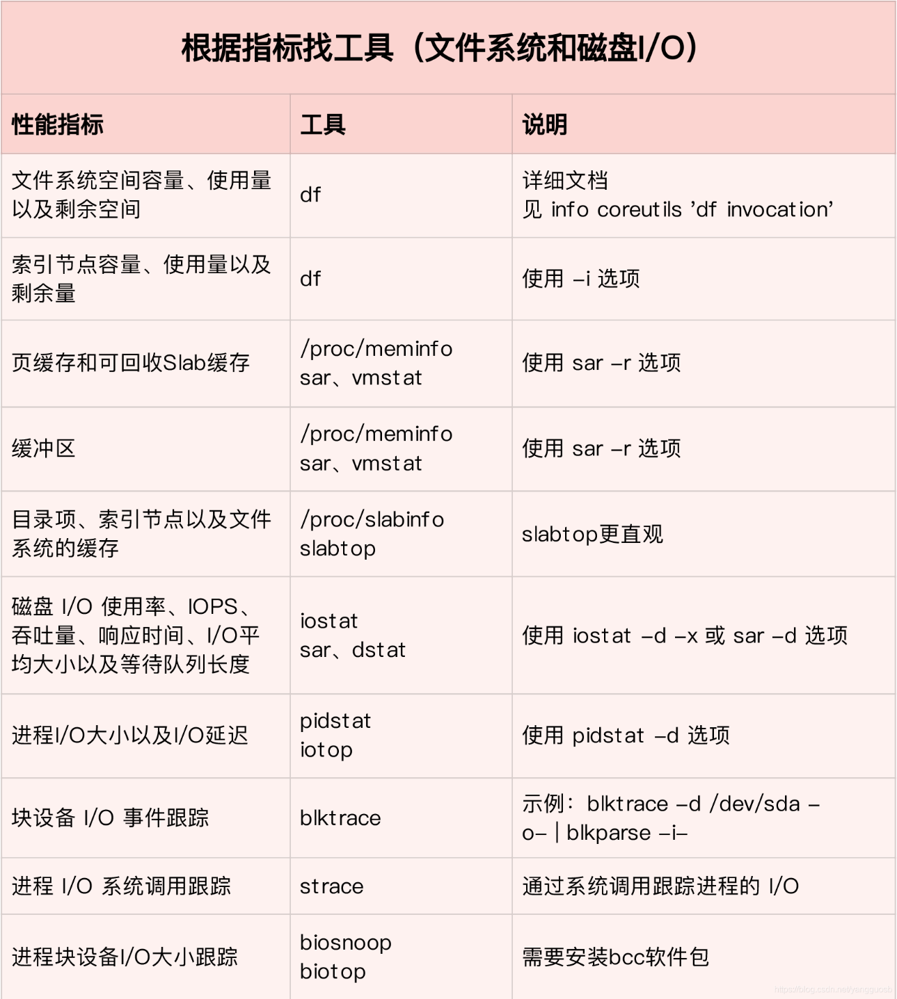 根据指标找工具（文件系统和磁盘I/O）
性能指标
工具
说明
文件系统空间容量、使用量
以及剩余空间
df
详细文档
见 info coreutils ’df invocation’
索引节点容量、使用量以及
剩余量
df
使用 –i 选项
页缓存和可回收Slab缓存
/proc/meminfo
sar、vmstat
使用 sar –r 选项
缓冲区
/proc/meminfo
sar、vmstat
使用 sar –r 选项
目录项、索引节点以及文件
系统的缓存
/proc/slabinfo
slabtop
slabtop更直观
磁盘 I/O 使用率、IOPS、
吞吐量、响应时间、I/O平
均大小以及等待队列长度
iostat
sar、dstat
使用 iostat –d –x 或 sar –d 选项
进程I/O大小以及I/O延迟
pidstat
iotop
使用 pidstat –d 选项
块设备 I/O 事件跟踪
blktrace
示例：blktrace –d /dev/sda –
o– | blkparse –i–
进程 I/O 系统调用跟踪
strace
通过系统调用跟踪进程的 I/O
进程块设备I/O大小跟踪
biosnoop
biotop
需要安装bcc软件包
https://blog.csdn.net/yangguosb